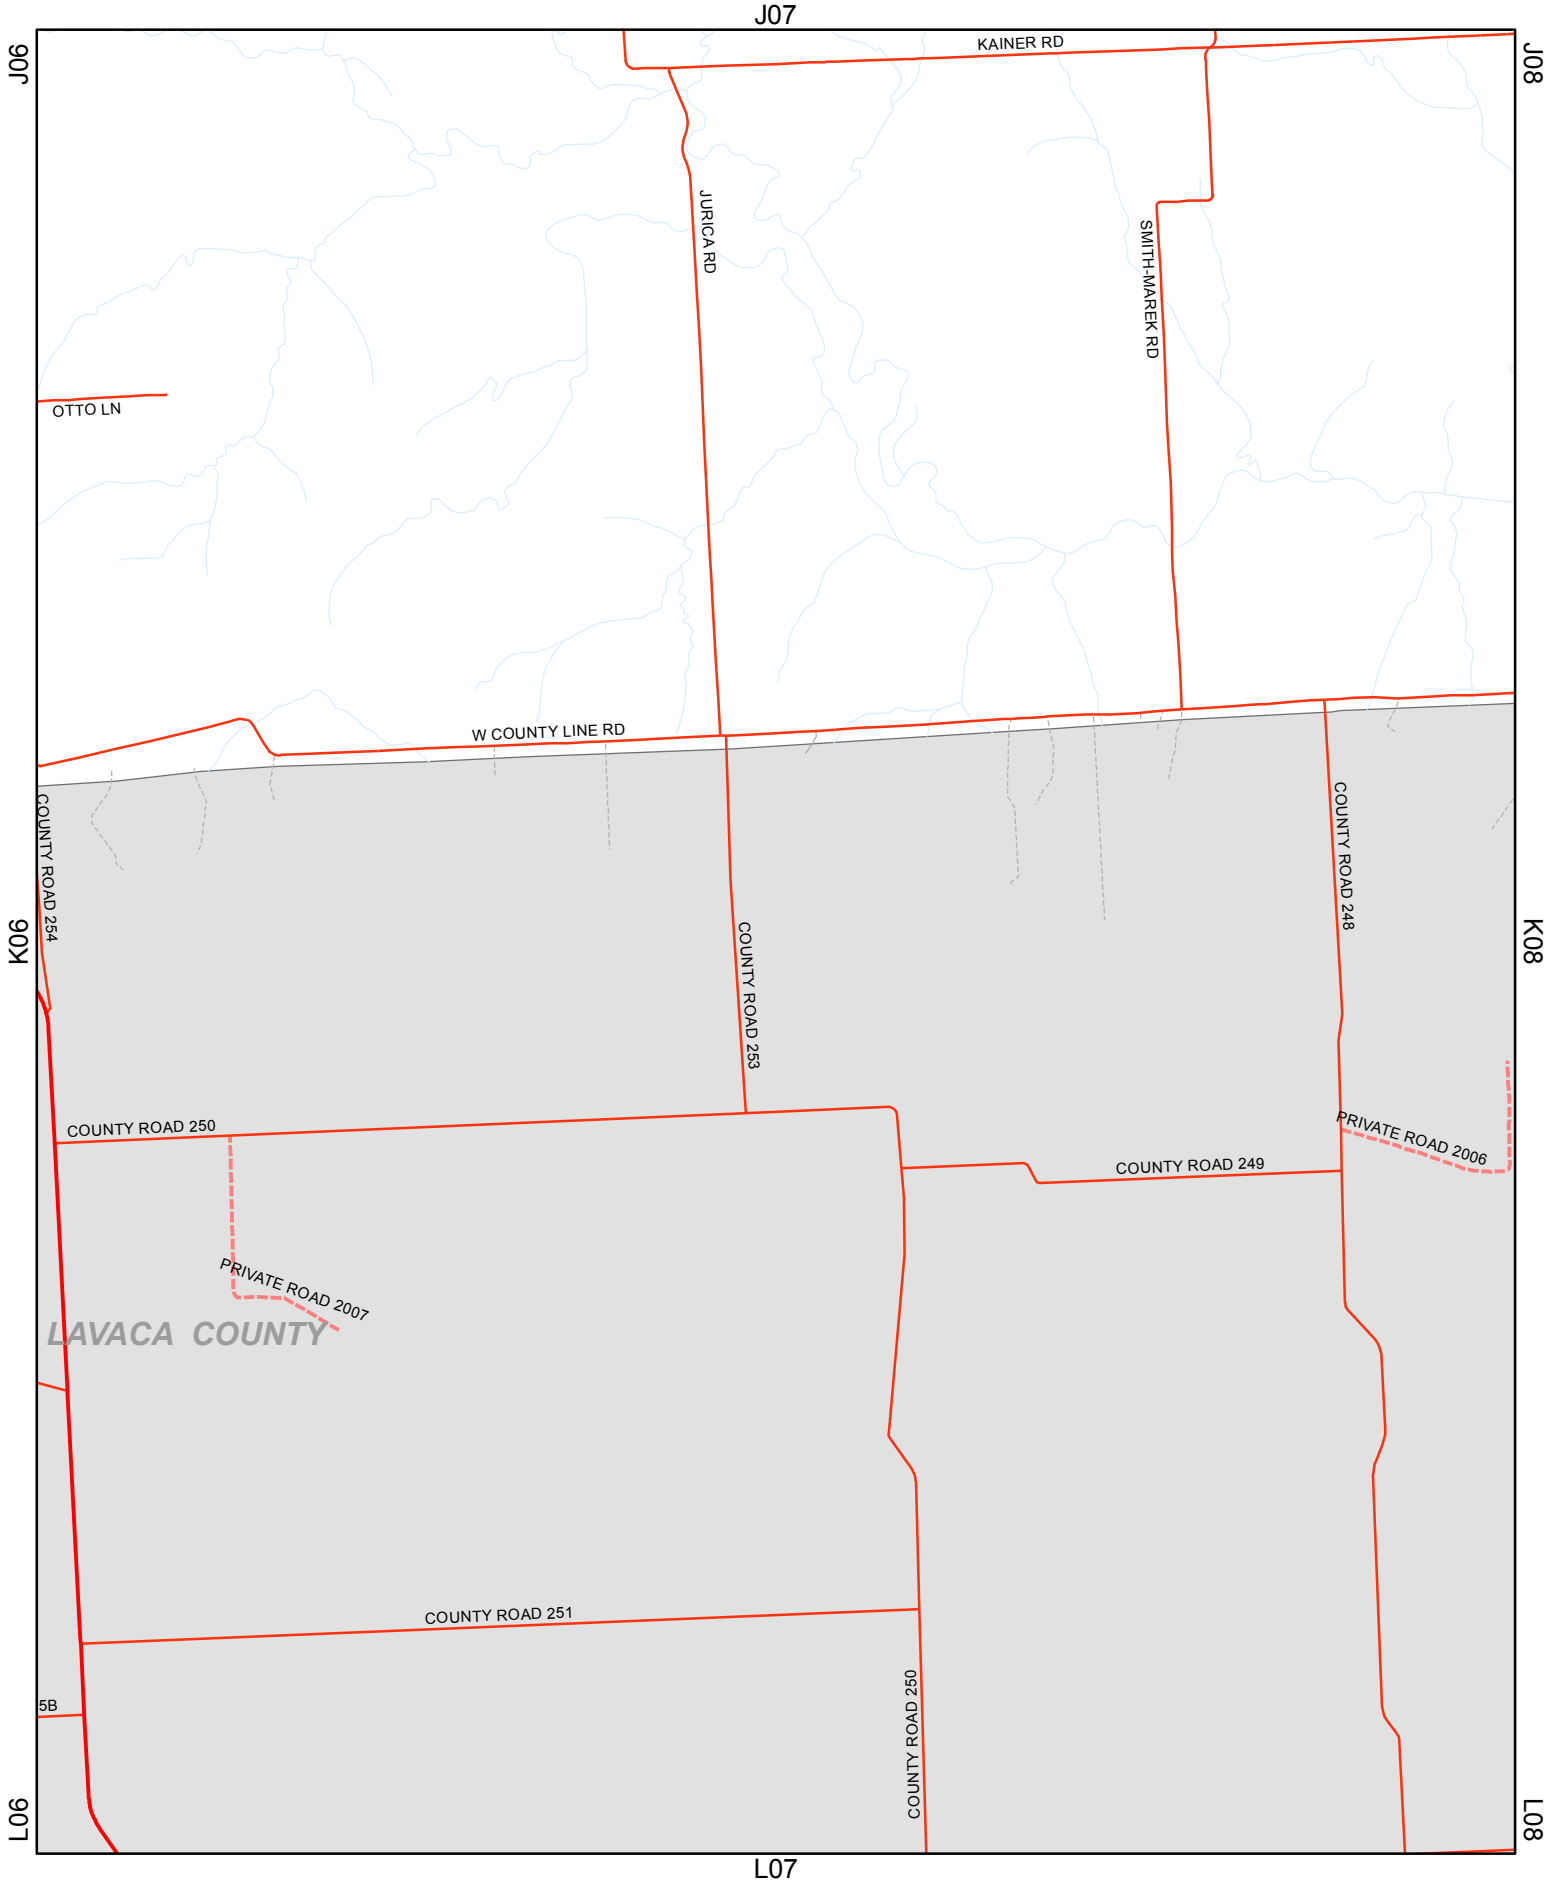 J07
J06
J08
KAINER RD
JURICA RD
SMITH-MAREK RD
OTTO LN
W COUNTY LINE RD
COUNTY ROAD 254
COUNTY ROAD 248
K06
K08
COUNTY ROAD 253
COUNTY ROAD 250
PRIVATE ROAD 2006
COUNTY ROAD 249
PRIVATE ROAD 2007
LAVACA COUNTY
COUNTY ROAD 251
5B
COUNTY ROAD 250
L06
L08
L07